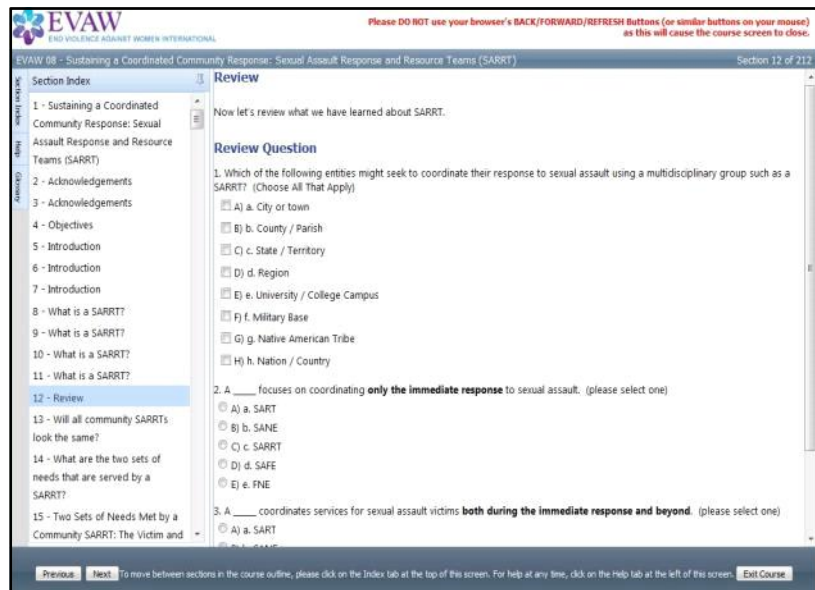 EVAW
END VIOLENCE AGAINST WOMEN INTERNATIONAL
Please DO NOT use your browser's BACK/FORWARD/REFRESH Buttons (or similar buttons on your mouse)
as this will cause the course screen to close.
EVAW 08 - Sustaining a Coordinated Community Response: Sexual Assault Response and Resource Teams (SARRT)
Section 12 of 212
Section Index
Help
Glossary
Section Index
1 - Sustaining a Coordinated
Community Response: Sexual
Assault Response and Resource
Teams (SARRT)
2 - Acknowledgements
3 - Acknowledgements
4 - Objectives
5 - Introduction
6 - Introduction
7 - Introduction
8 - What is a SARRT?
9 - What is a SARRT?
10 - What is a SARRT?
11 - What is a SARRT?
12 - Review
13 - Will all community SARRTs
look the same?
14 - What are the two sets of
needs that are served by a
SARRT?
15 - Two Sets of Needs Met by a
Community SARRT: The Victim and
Review
Now let's review what we have learned about SARRT.
Review Question
1. Which of the following entities might seek to coordinate their response to sexual assault using a multidisciplinary group such as a
SARRT? (Choose All That Apply)
A) a. City or town
B) b. County / Parish
C) c. State / Territory
D) d. Region
E) e. University / College Campus
F) f. Military Base
G) g. Native American Tribe
H) h. Nation / Country
2. A ____ focuses on coordinating only the immediate response to sexual assault. (please select one)
A) a. SART
B) b. SANE
C) c. SARRT
D) d. SAFE
E) e. FNE
3. A ____ coordinates services for sexual assault victims both during the immediate response and beyond. (please select one)
A) a. SART
Previous
Next
To move between sections in the course outline, please click on the Index tab at the top of this screen. For help at any time, click on the Help tab at the left of this screen.
Exit Course